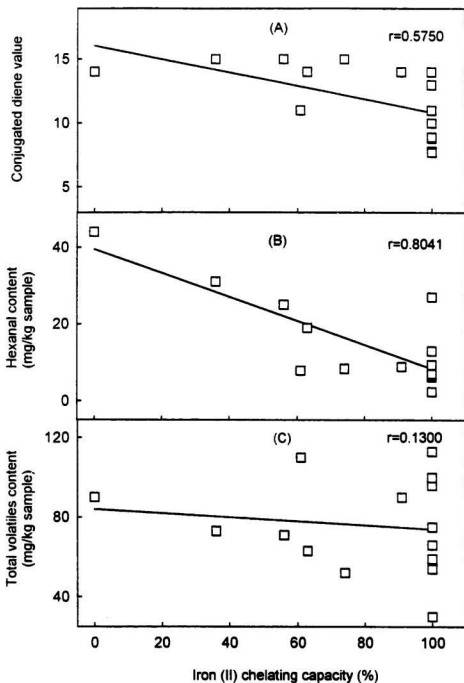 (A)
r=0.5750
Conjugated diene value
15
10
5
(B)
r=0.8041
Hexanal content
(mg/kg sample)
40
20
0
(C)
r=0.1300
Total volatiles content
(mg/kg sample)
120
80
40
0 20 40 60 80 100
Iron (II) chelating capacity (%)